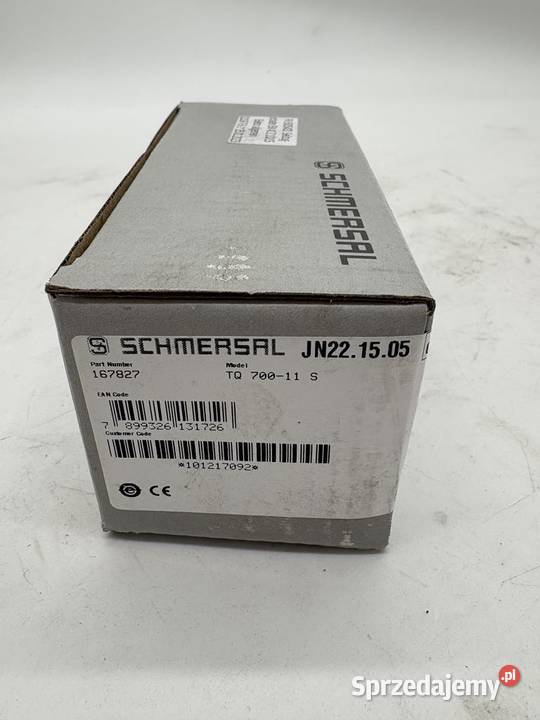 SCHMERSAL
SCHMERSAL JN22.15.05
Part Number Model
167827 TQ 700-11 S
EAN Code
7 899326 131726
Customer Code
*101217092*
CE
Sprzedajemy.pl